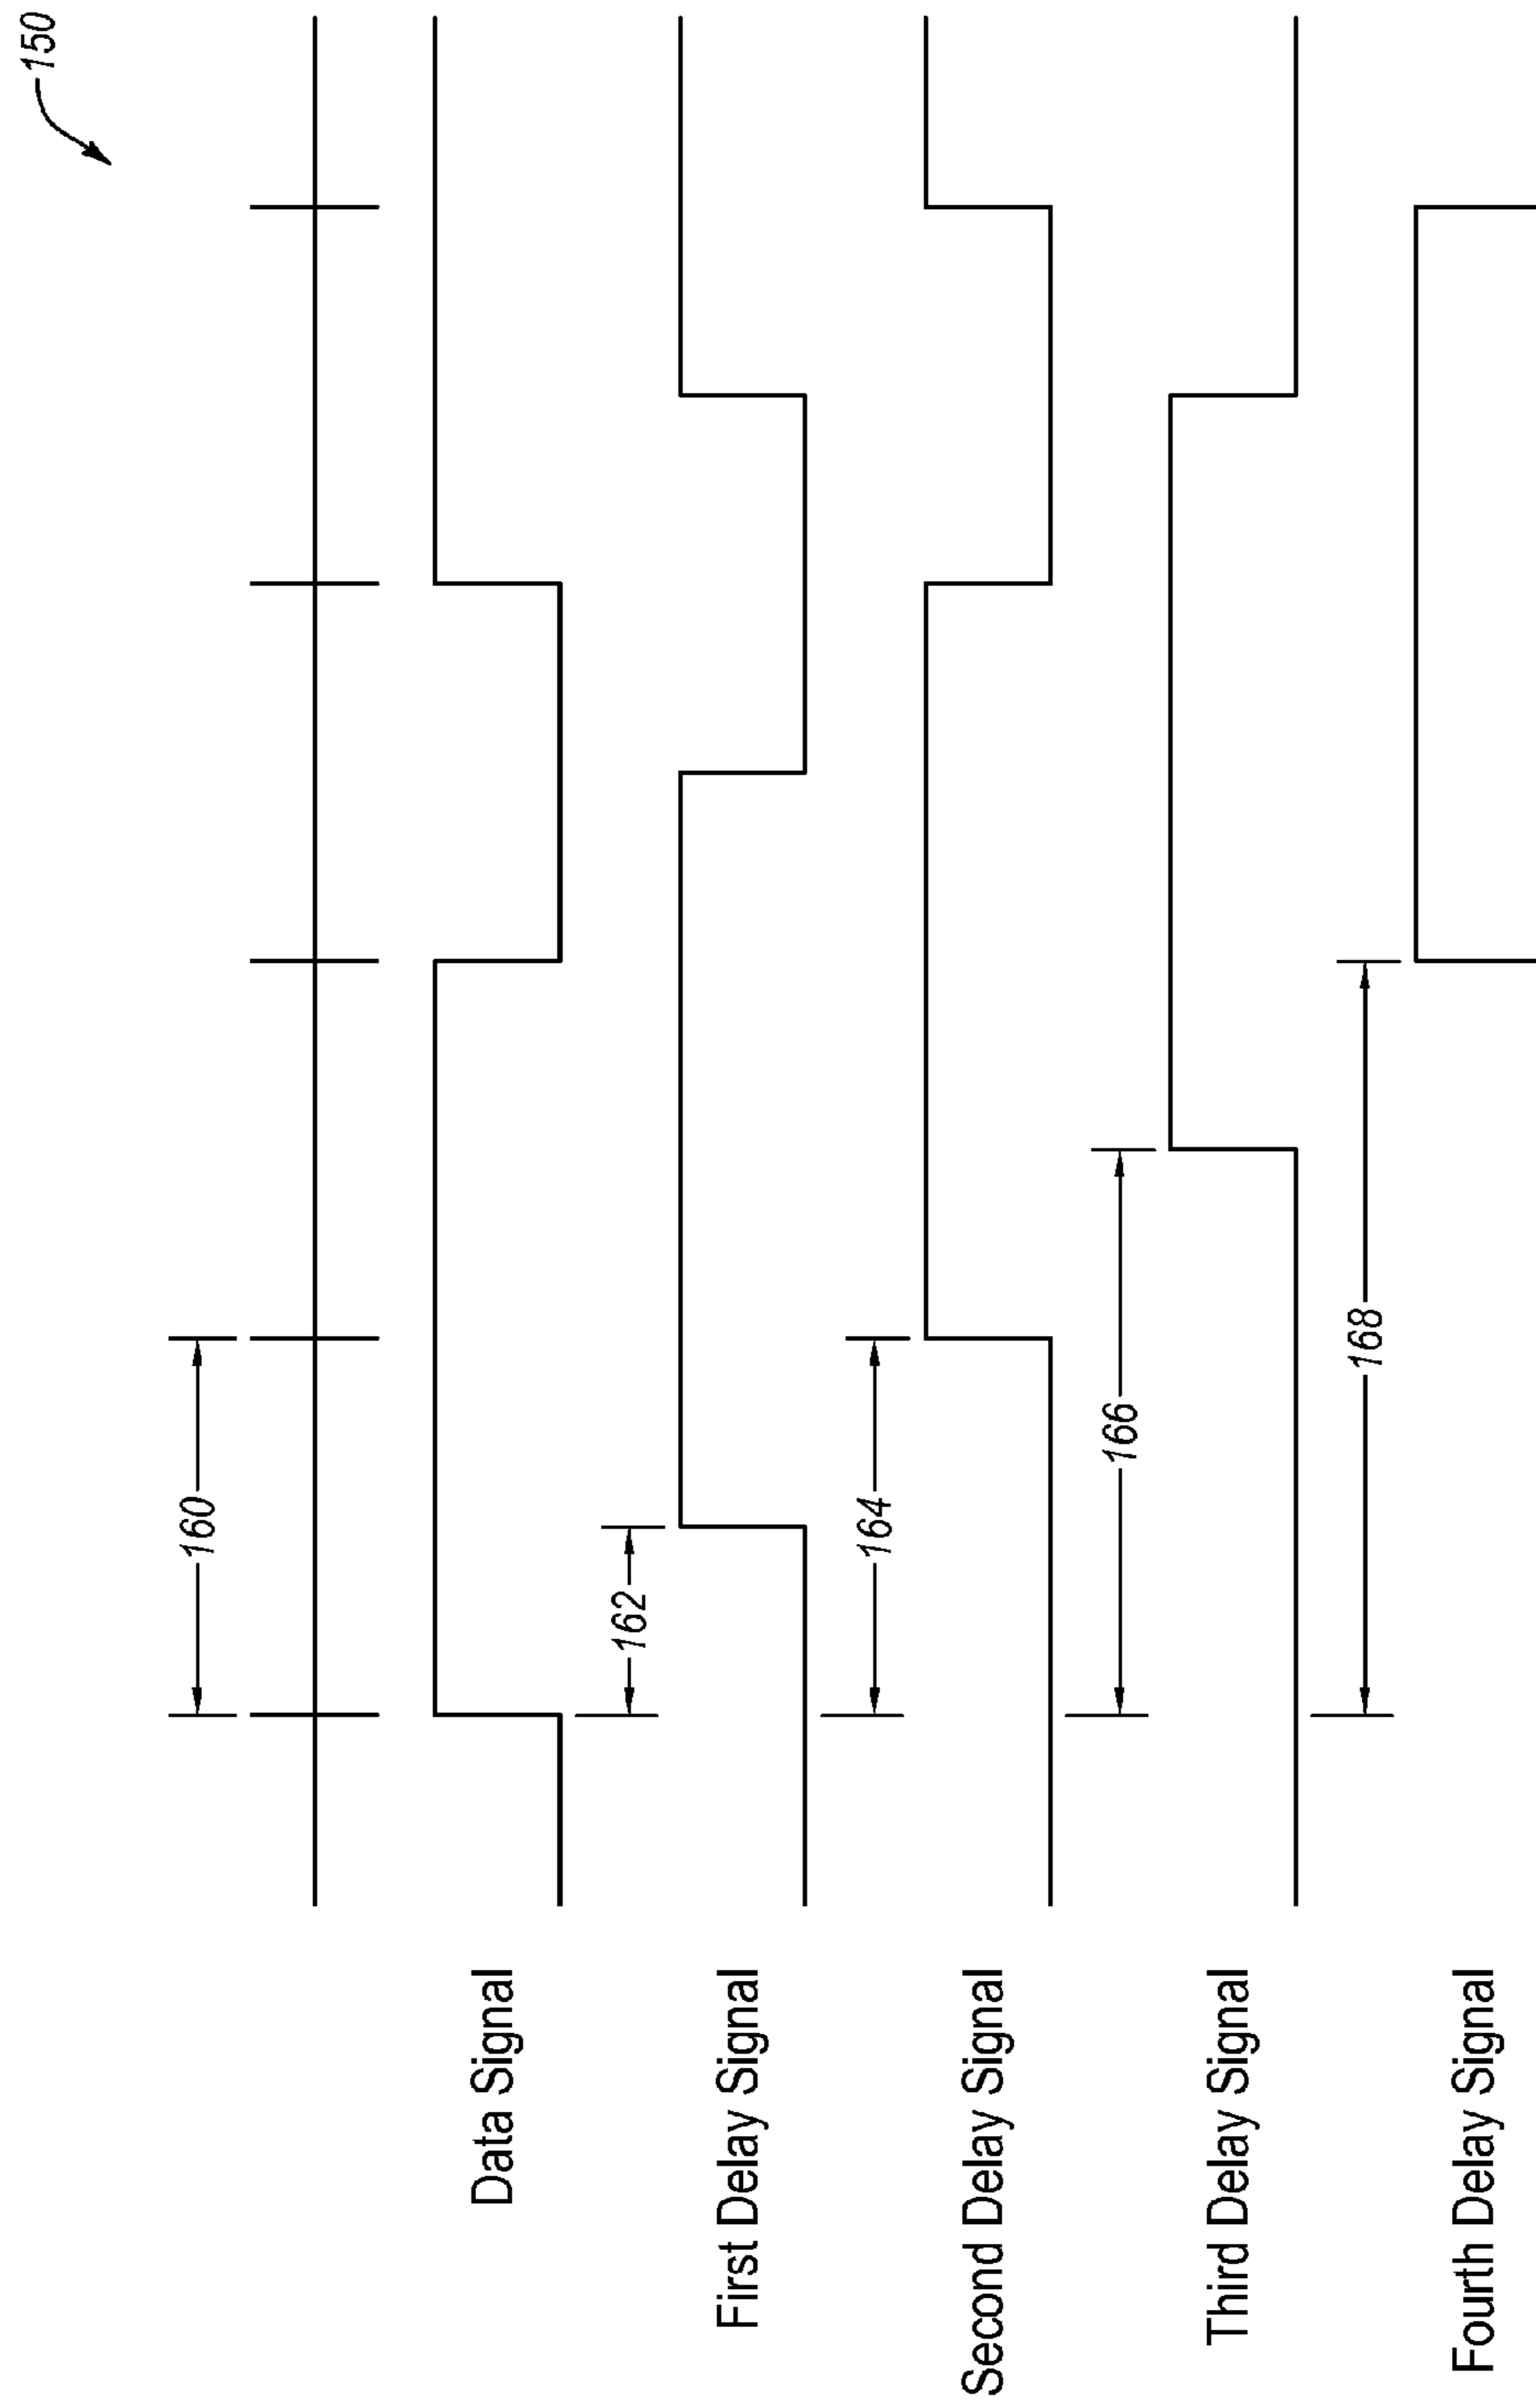 150
160
Data Signal
162
First Delay Signal
164
Second Delay Signal
166
Third Delay Signal
168
Fourth Delay Signal